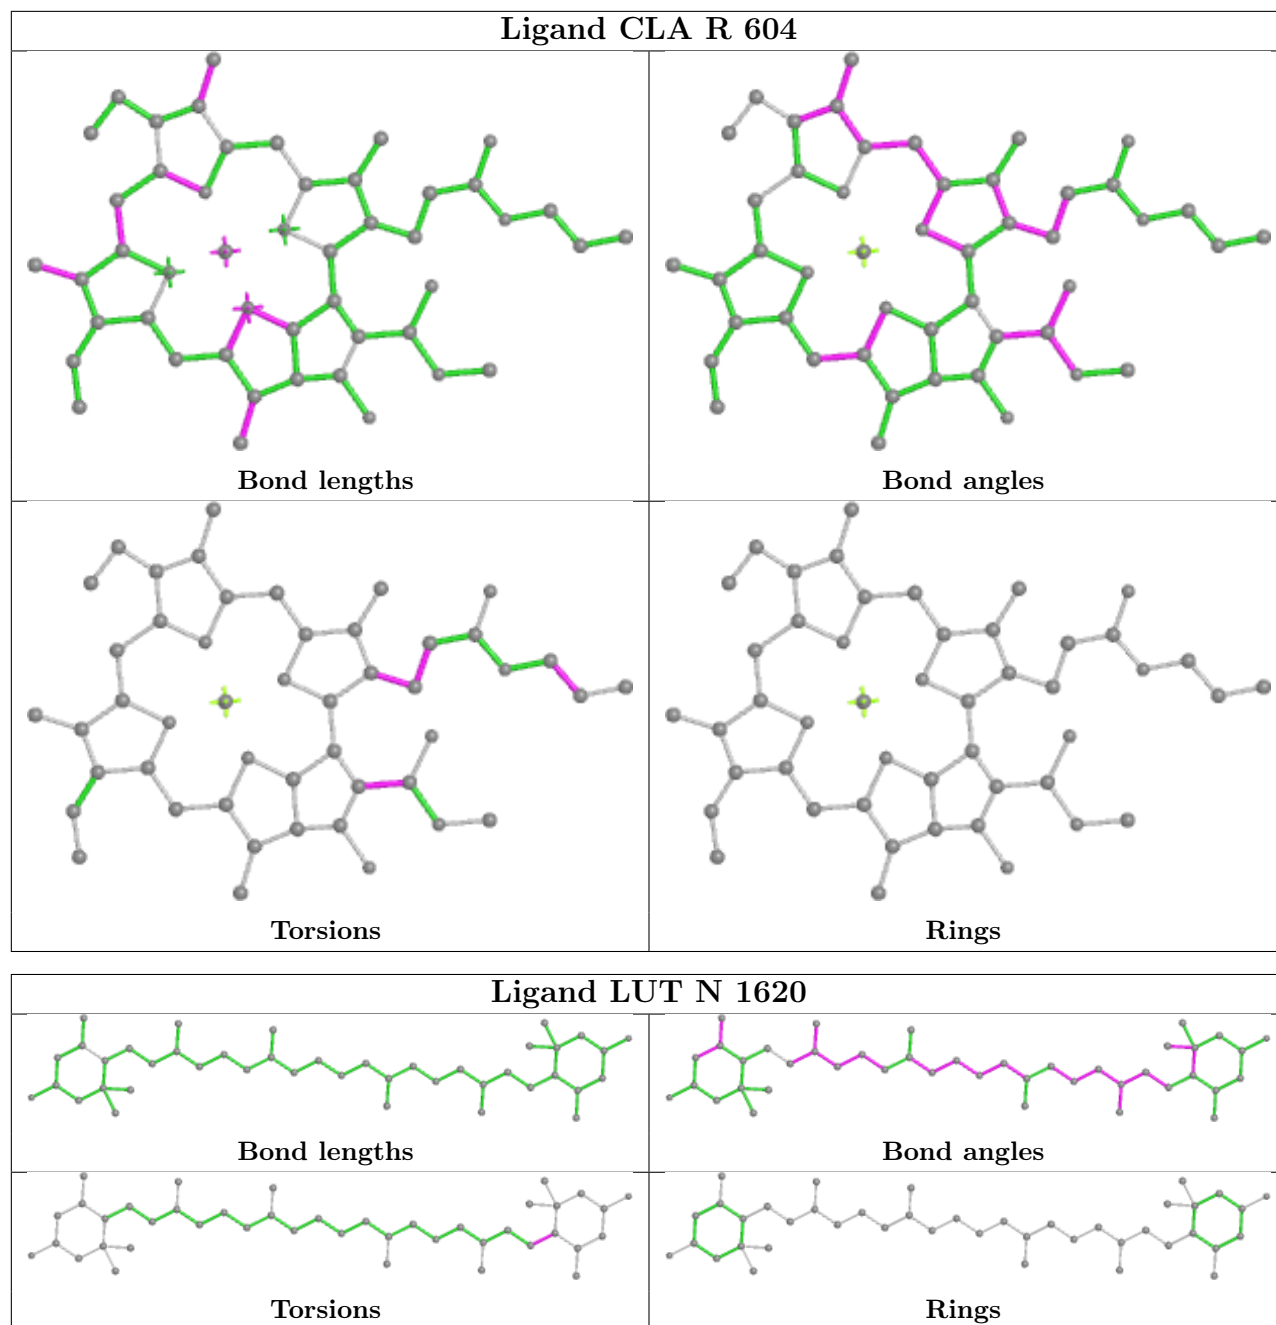 Ligand CLA R 604
Bond lengths
Bond angles
Torsions
Rings
Ligand LUT N 1620
Bond lengths
Bond angles
Torsions
Rings